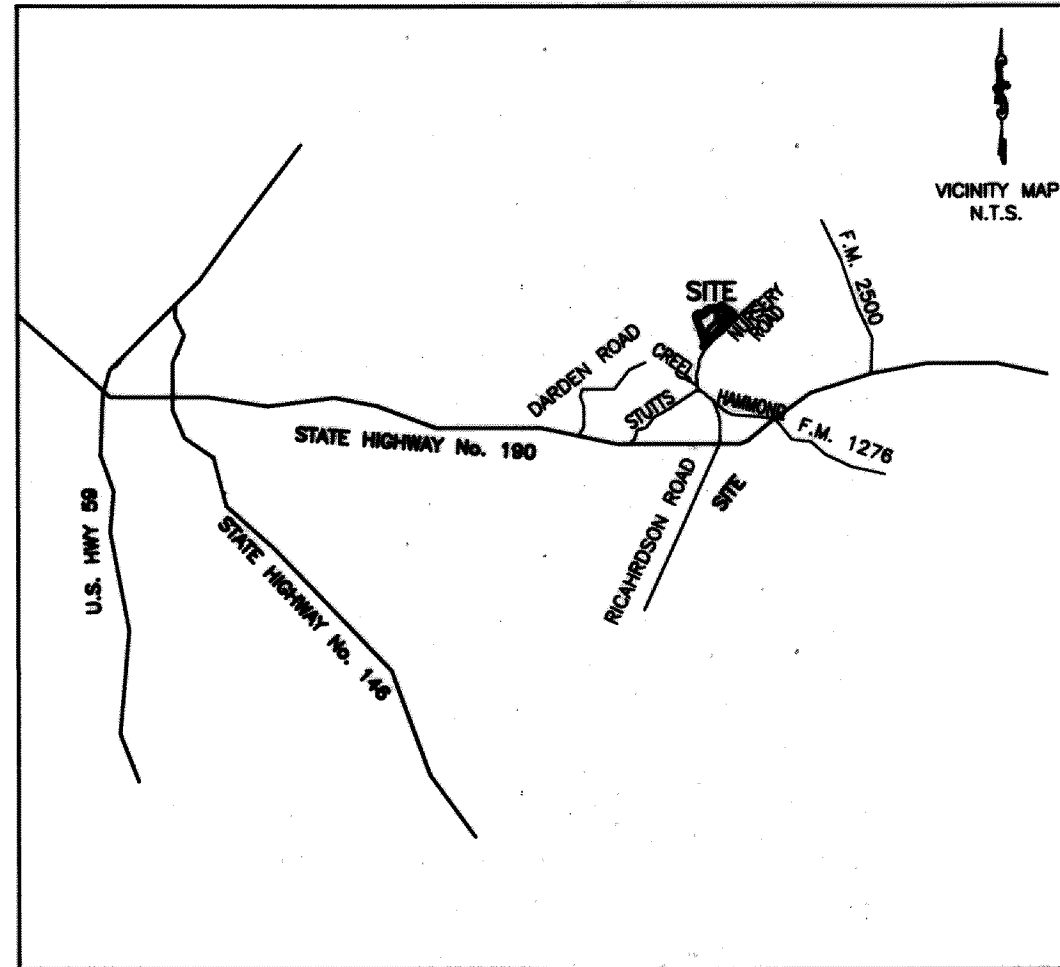 VICINITY MAP
N.T.S.
F.M. 2500
SITE
NURSERY
ROAD
DARDEN ROAD
CREEL
STUTTS
HAMMOND
F.M. 1276
STATE HIGHWAY No. 190
SITE
RICAHRDSON ROAD
U.S. HWY 59
STATE HIGHWAY No. 146